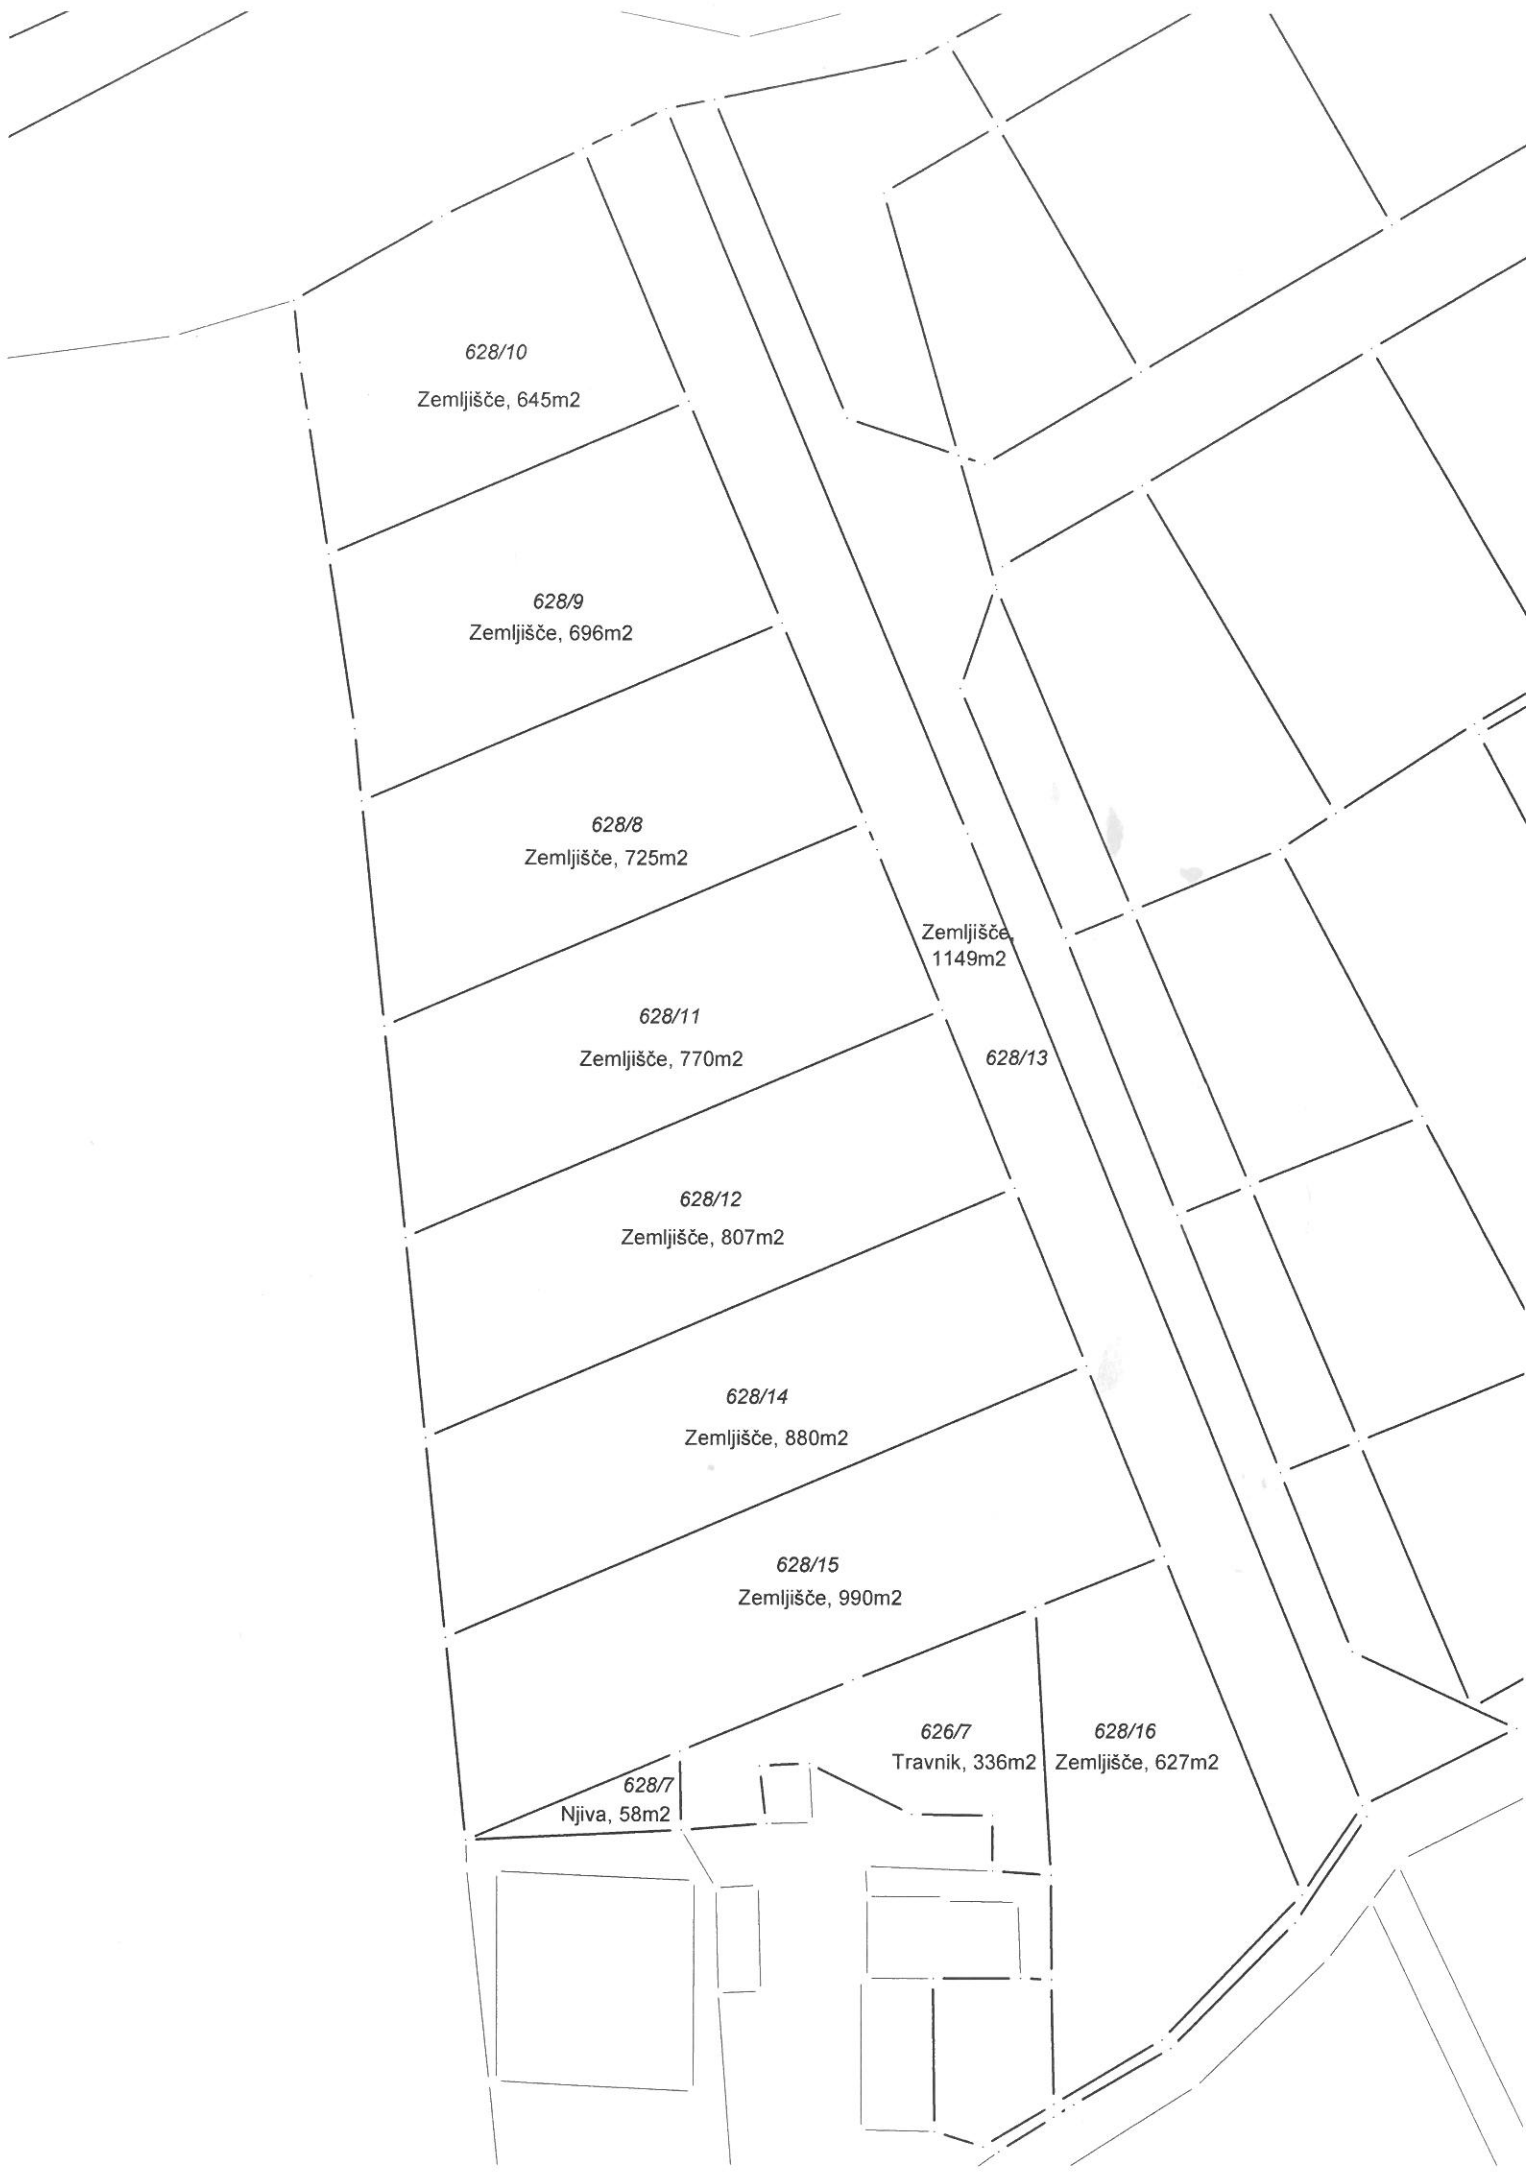 628/10
Zemljišče, 645m2
628/9
Zemljišče, 696m2
628/8
Zemljišče, 725m2
Zemljišče,
1149m2
628/11
Zemljišče, 770m2
628/13
628/12
Zemljišče, 807m2
628/14
Zemljišče, 880m2
628/15
Zemljišče, 990m2
626/7
Travnik, 336m2
628/16
Zemljišče, 627m2
628/7
Njiva, 58m2